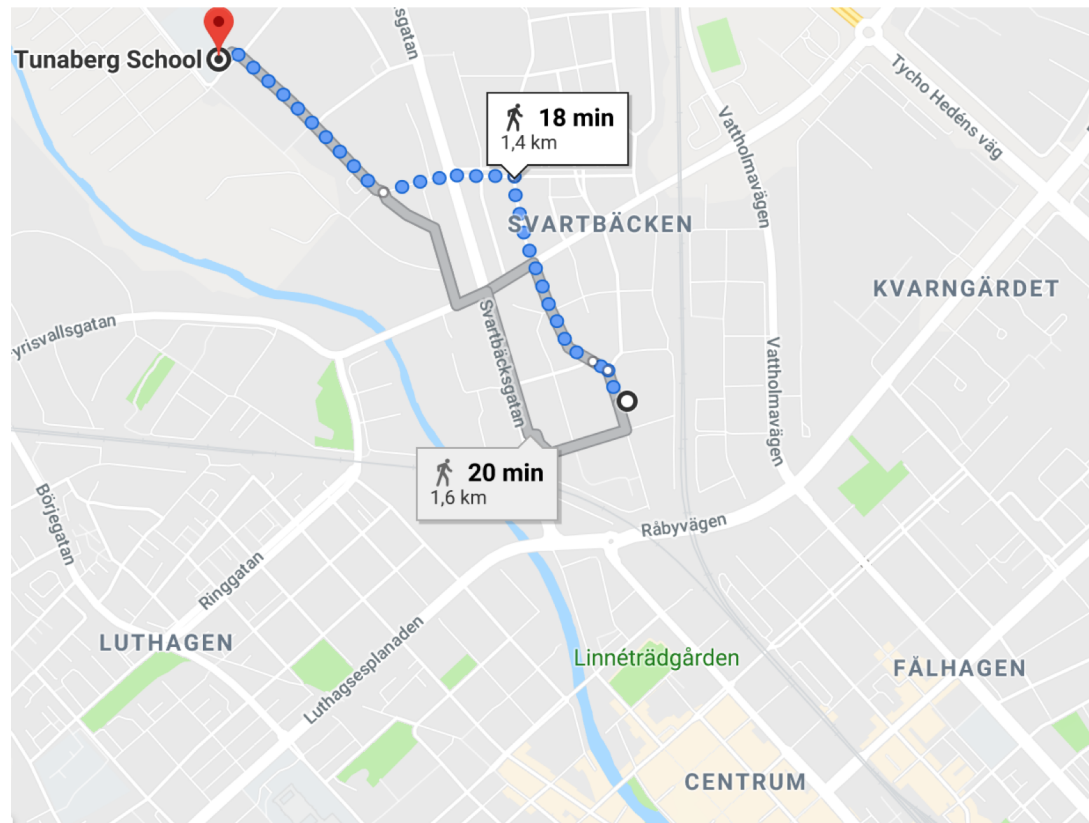 Tunaberg School
ksgatan
18 min
1,4 km
Tycho Hedéns väg
Vattholmavägen
SVARTBÄCKEN
KVARNGÄRDET
yrisvallsgatan
Svartbäcksgatan
Vattholmavägen
20 min
1,6 km
Börjegatan
Råbyvägen
Ringgatan
LUTHAGEN
Luthagsesplanaden
Linnéträdgården
FÅLHAGEN
CENTRUM